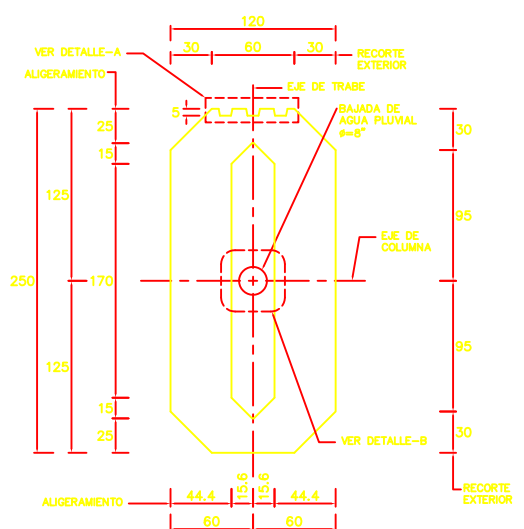 120
30 60 30
VER DETALLE-A
RECORTE
EXTERIOR
ALIGERAMIENTO
EJE DE TRABE
5
BAJADA DE
AGUA PLUVIAL
ø=8"
25
30
15
125
95
EJE DE
COLUMNA
250
170
125
95
15
25
30
VER DETALLE-B
RECORTE
EXTERIOR
ALIGERAMIENTO
44.4 15.6 15.6 44.4
60 60